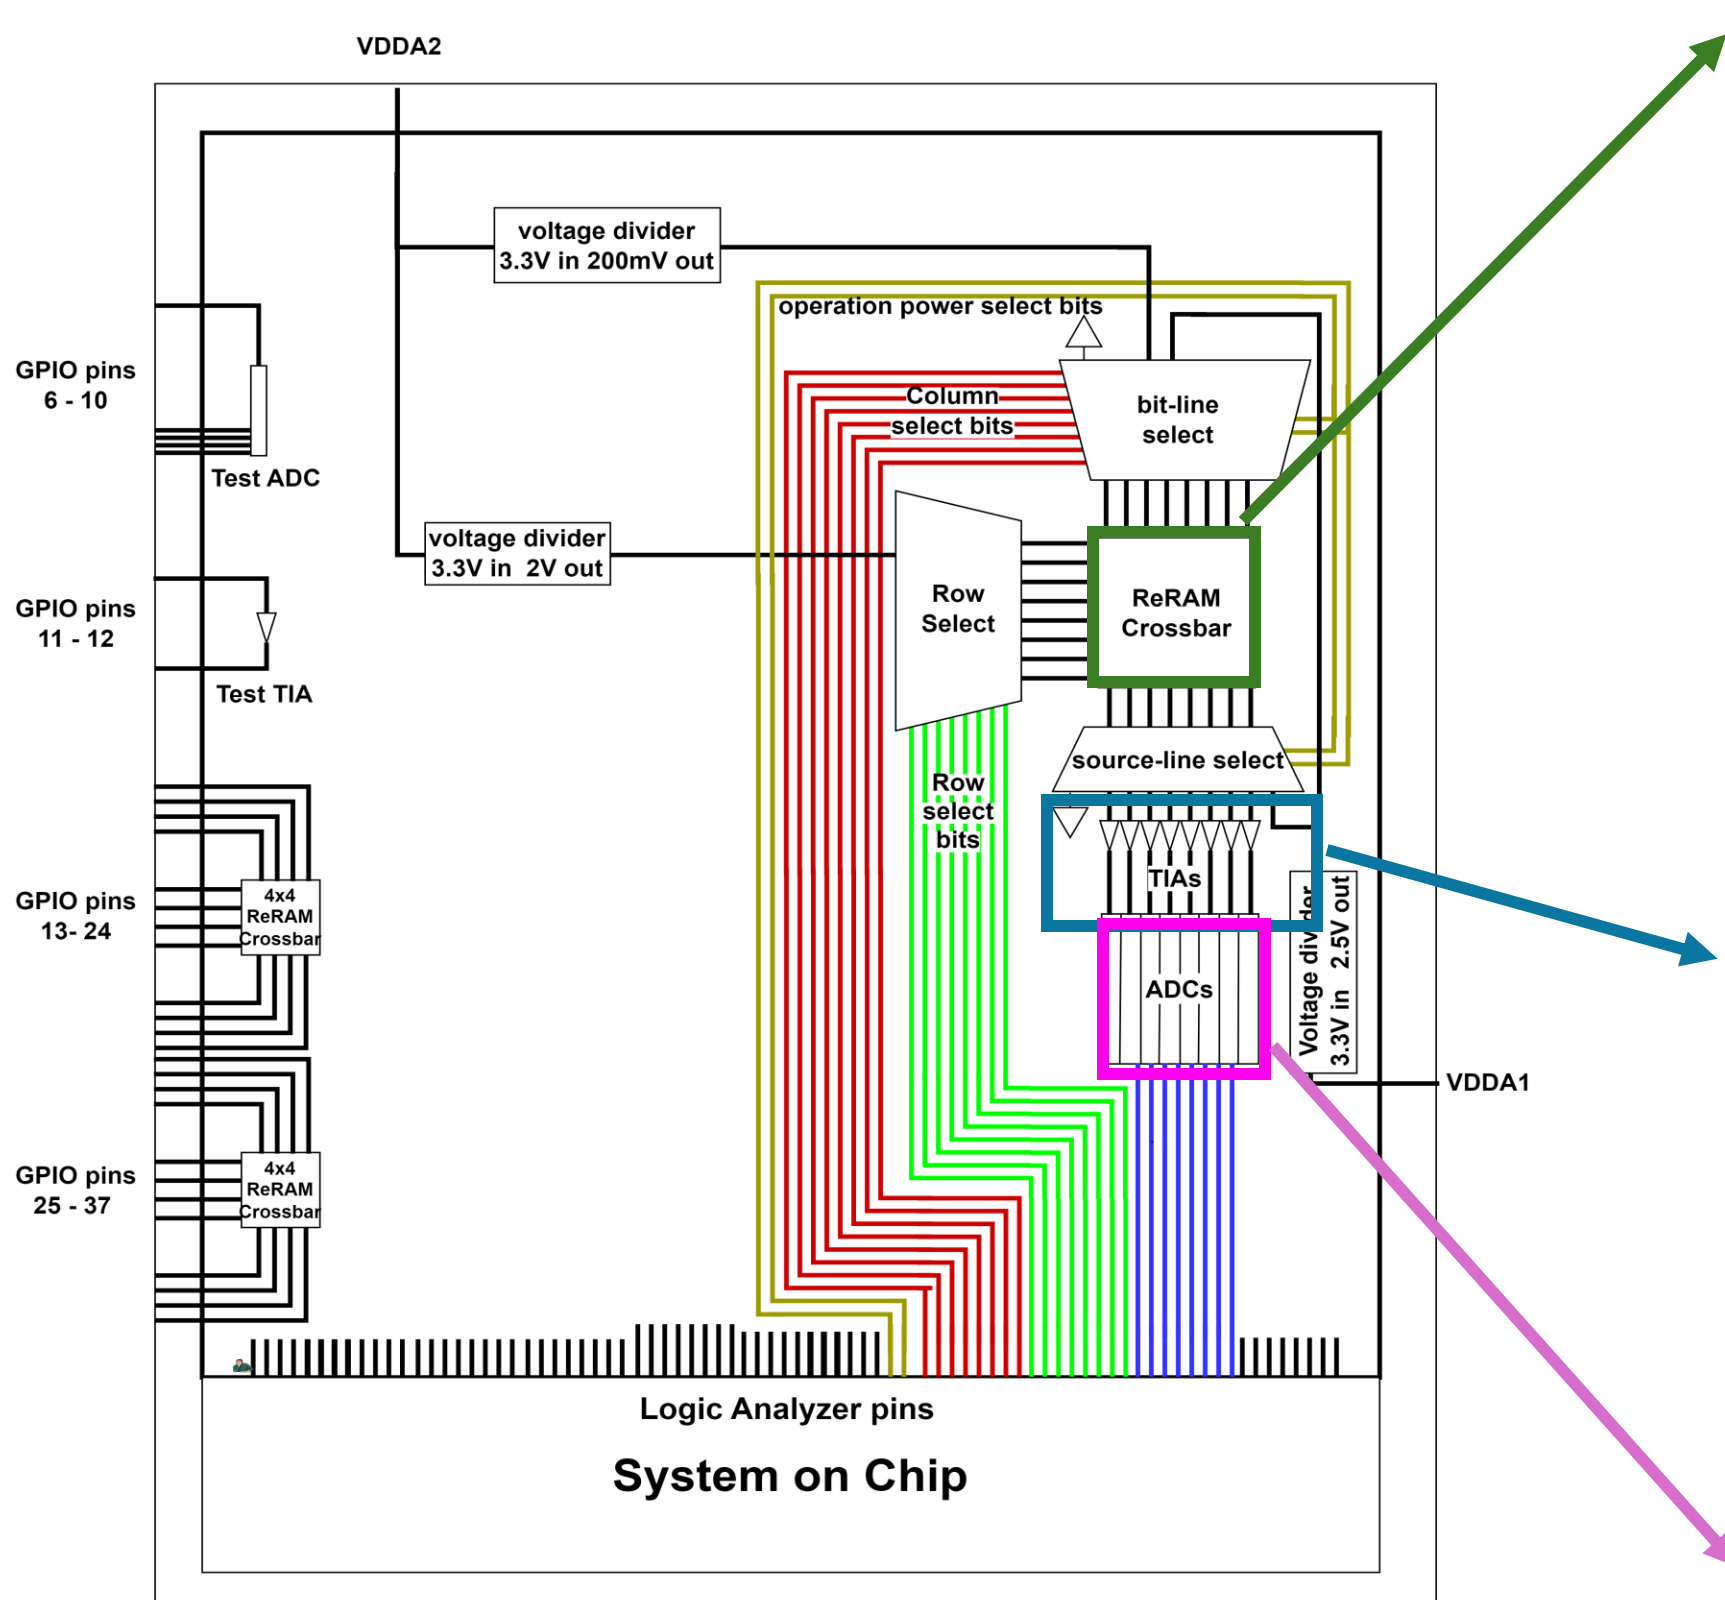 VDDA2
voltage divider
3.3V in 200mV out
operation power select bits
GPIO pins
6 - 10
Column
select bits
bit-line
select
Test ADC
voltage divider
3.3V in  2V out
GPIO pins
11 - 12
Row
Select
ReRAM
Crossbar
Test TIA
source-line select
Row
select
bits
TIAs
GPIO pins
13- 24
4x4
ReRAM
Crossbar
Voltage divider
3.3V in   2.5V out
ADCs
VDDA1
GPIO pins
25 - 37
4x4
ReRAM
Crossbar
Logic Analyzer pins
System on Chip